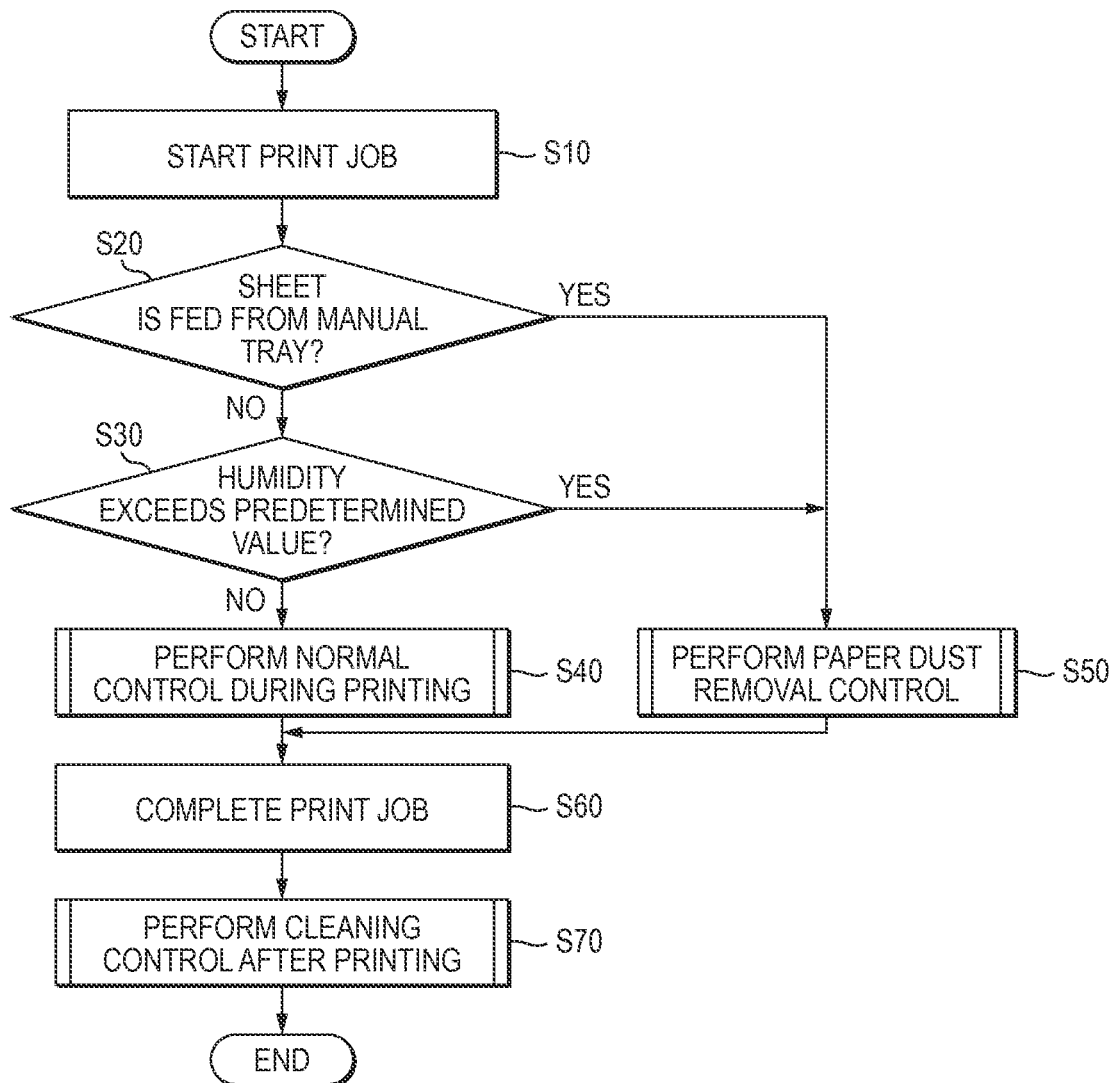 START
START PRINT JOB
S10
S20
SHEET
IS FED FROM MANUAL
TRAY?
YES
NO
S30
HUMIDITY
EXCEEDS PREDETERMINED
VALUE?
YES
NO
PERFORM NORMAL
CONTROL DURING PRINTING
S40
PERFORM PAPER DUST
REMOVAL CONTROL
S50
COMPLETE PRINT JOB
S60
PERFORM CLEANING
CONTROL AFTER PRINTING
S70
END